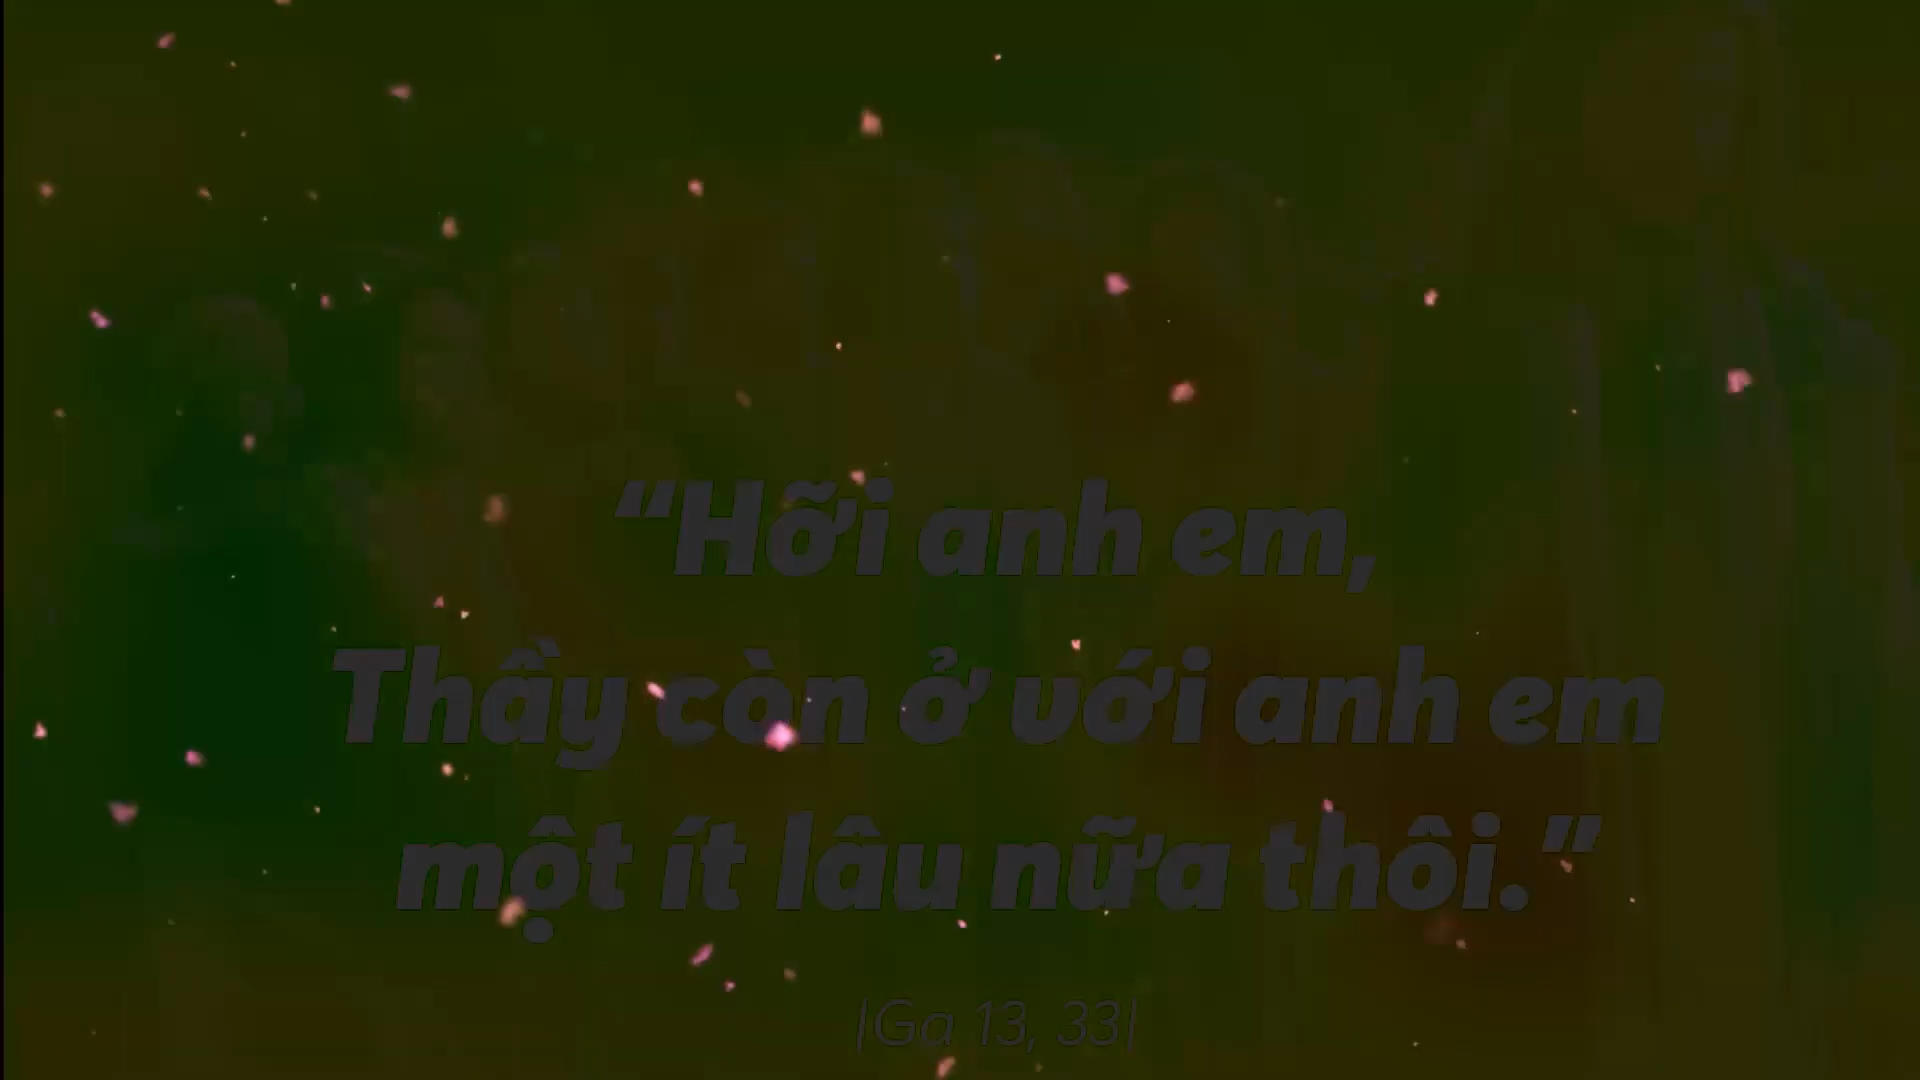 “Hỡi anh em,
Thầy còn ở với anh em
một ít lâu nữa thôi.”
|Ga 13, 33|